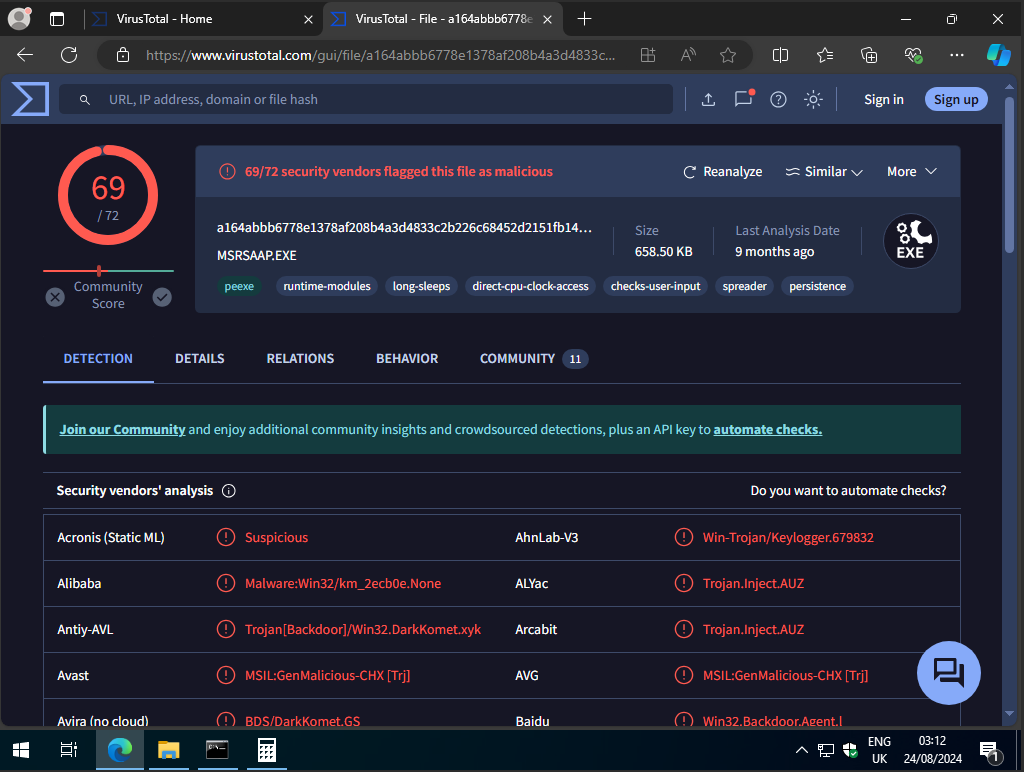 VirusTotal - Home
VirusTotal - File - a164abbb6778e
https://www.virustotal.com/gui/file/a164abbb6778e1378af208b4a3d4833c...
URL, IP address, domain or file hash
Sign in
Sign up
69
/ 72
Community
Score
69/72 security vendors flagged this file as malicious
Reanalyze
Similar
More
a164abbb6778e1378af208b4a3d4833c2b226c68452d2151fb14...
MSRSAAP.EXE
Size
658.50 KB
Last Analysis Date
9 months ago
EXE
peexe
runtime-modules
long-sleeps
direct-cpu-clock-access
checks-user-input
spreader
persistence
DETECTION
DETAILS
RELATIONS
BEHAVIOR
COMMUNITY 11
Join our Community and enjoy additional community insights and crowdsourced detections, plus an API key to automate checks.
Security vendors' analysis
Do you want to automate checks?
Acronis (Static ML) Suspicious
AhnLab-V3 Win-Trojan/Keylogger.679832
Alibaba Malware:Win32/km_2ecb0e.None
ALYac Trojan.Inject.AUZ
Antiy-AVL Trojan[Backdoor]/Win32.DarkKomet.xyk
Arcabit Trojan.Inject.AUZ
Avast MSIL:GenMalicious-CHX [Trj]
AVG MSIL:GenMalicious-CHX [Trj]
Avira (no cloud) BDS/DarkKomet.GS
Baidu Win32.Backdoor.Agent.l
ENG
UK
03:12
24/08/2024
1